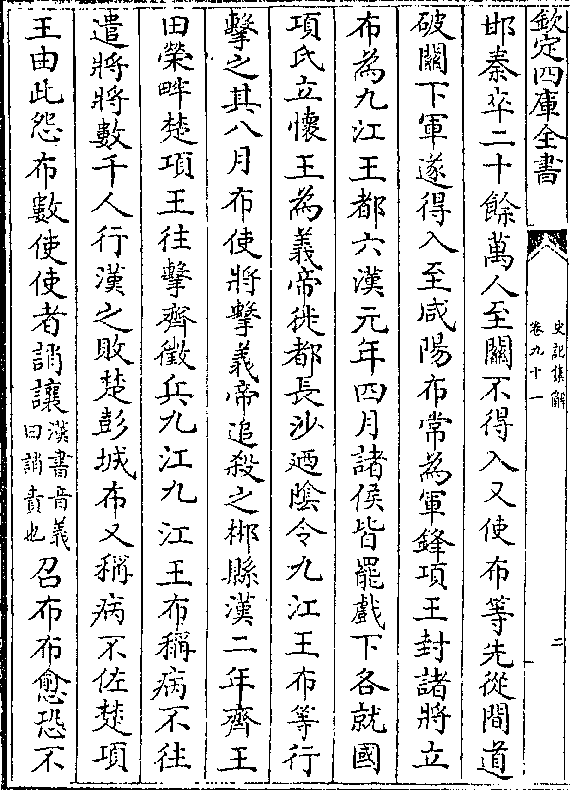 欽定四庫全書
史記集解
卷九十一
二
邯秦卒二十餘萬人至關不得入又使布等先從間道
破關下軍遂得入至咸陽布常為軍鋒項王封諸將立
布為九江王都六漢元年四月諸侯皆罷戲下各就國
項氏立懷王為義帝徙都長沙廼陰令九江王布等行
擊之其八月布使將擊義帝追殺之郴縣漢二年齊王
田榮畔楚項王往擊齊徵兵九江九江王布稱病不往
遣將將數千人行漢之敗楚彭城布又稱病不佐楚項
王由此怨布數使使者誚讓漢書音義曰誚責也召布布愈恐不